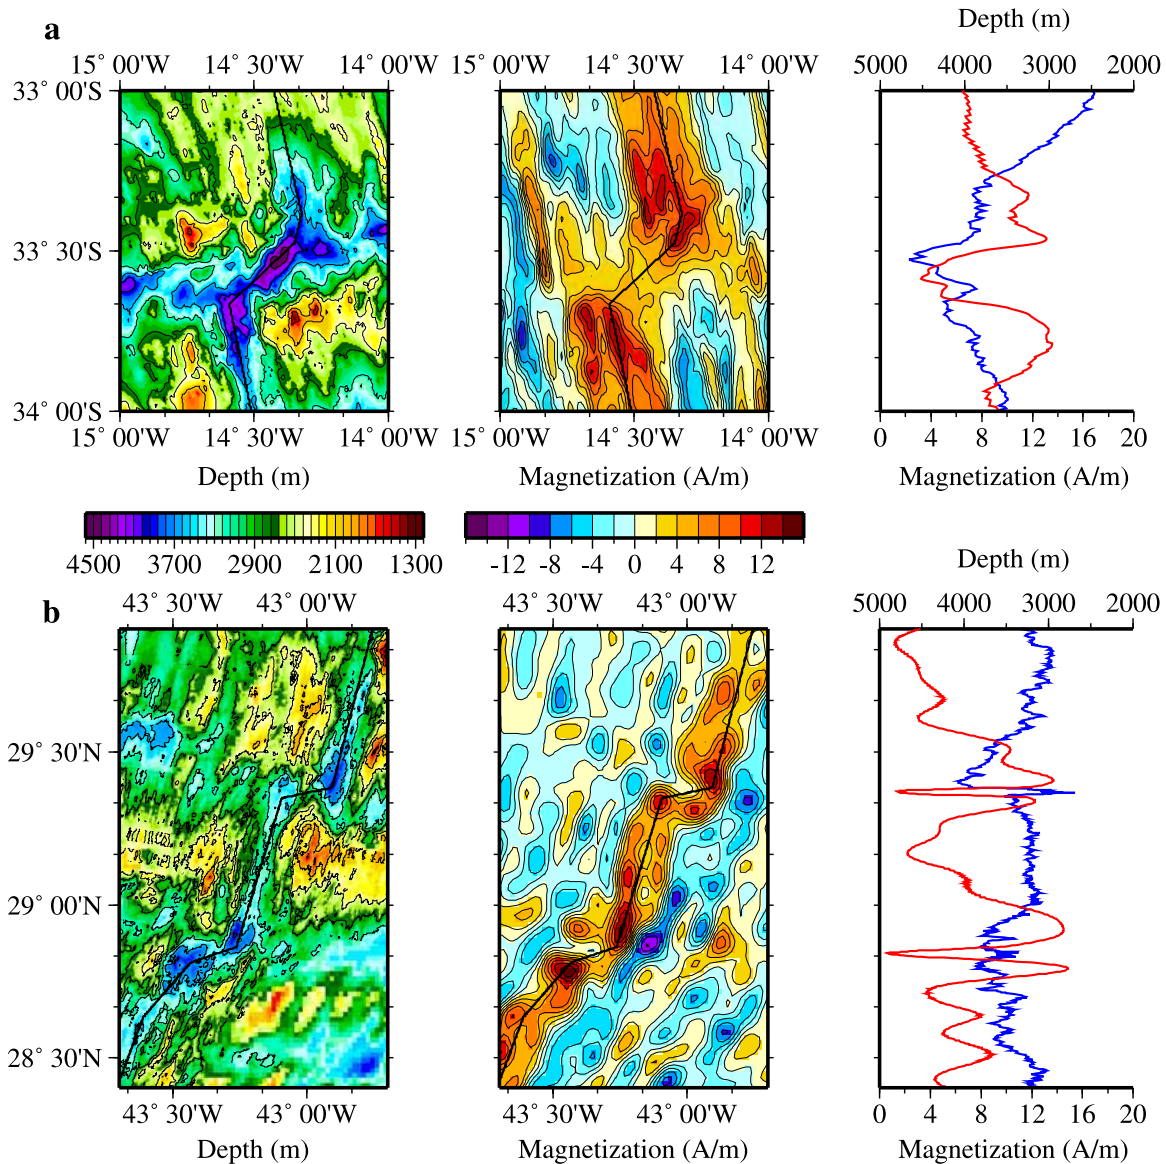 a
Depth (m)
15° 00'W 14° 30'W 14° 00'W 15° 00'W 14° 30'W 14° 00'W 5000 4000 3000 2000
33° 00'S
33° 30'S
34° 00'S
15° 00'W 14° 30'W 14° 00'W 15° 00'W 14° 30'W 14° 00'W 0 4 8 12 16 20
Depth (m) Magnetization (A/m) Magnetization (A/m)
4500 3700 2900 2100 1300 -12 -8 -4 0 4 8 12
Depth (m)
b
43° 30'W 43° 00'W 43° 30'W 43° 00'W 5000 4000 3000 2000
29° 30'N
29° 00'N
28° 30'N
43° 30'W 43° 00'W 43° 30'W 43° 00'W 0 4 8 12 16 20
Depth (m) Magnetization (A/m) Magnetization (A/m)